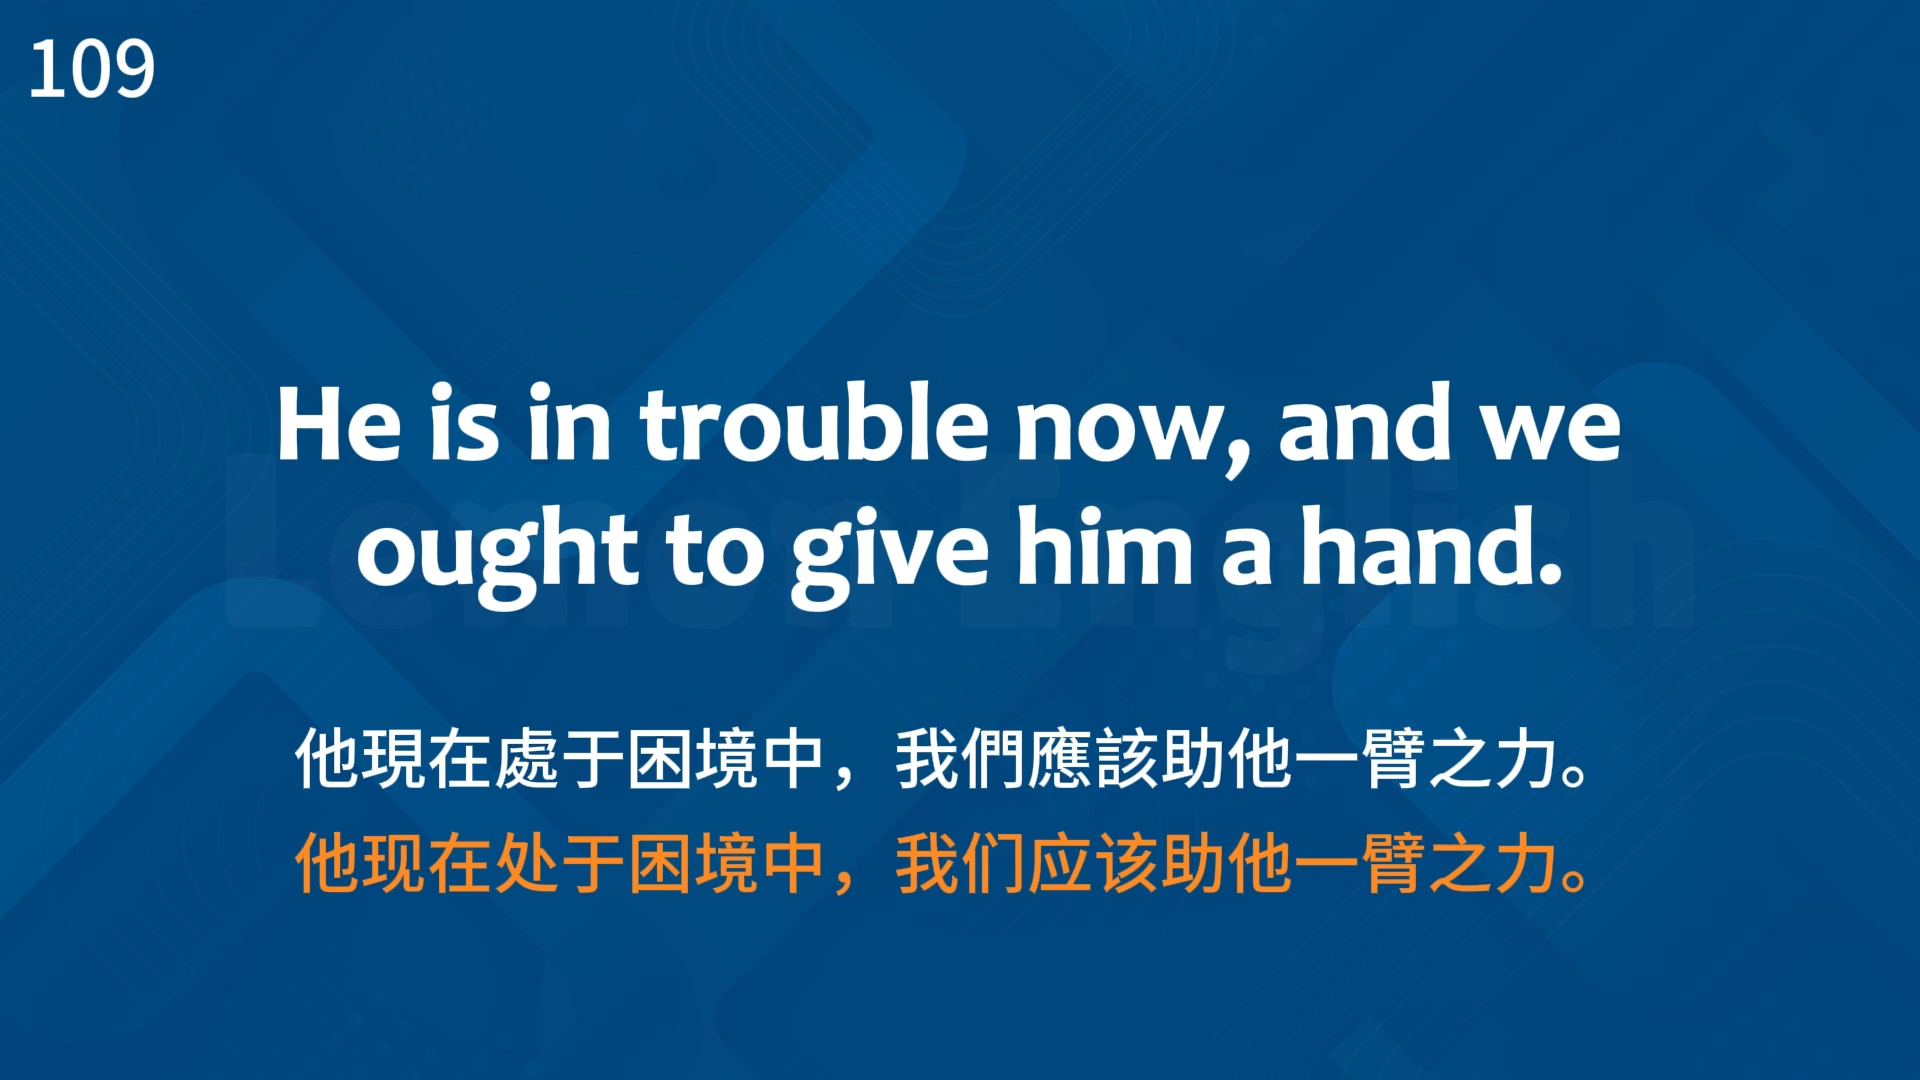 109
He is in trouble now, and we
ought to give him a hand.
Lemon English
他現在處于困境中，我們應該助他一臂之力。
他现在处于困境中，我们应该助他一臂之力。